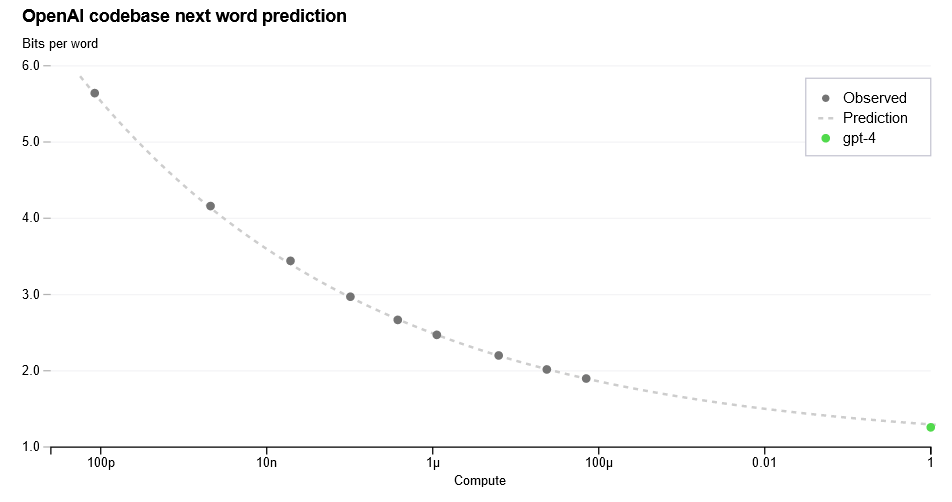 OpenAI codebase next word prediction
Bits per word
6.0
5.0
4.0
3.0
2.0
1.0
Observed
Prediction
gpt-4
100p
10n
1μ
100μ
0.01
1
Compute